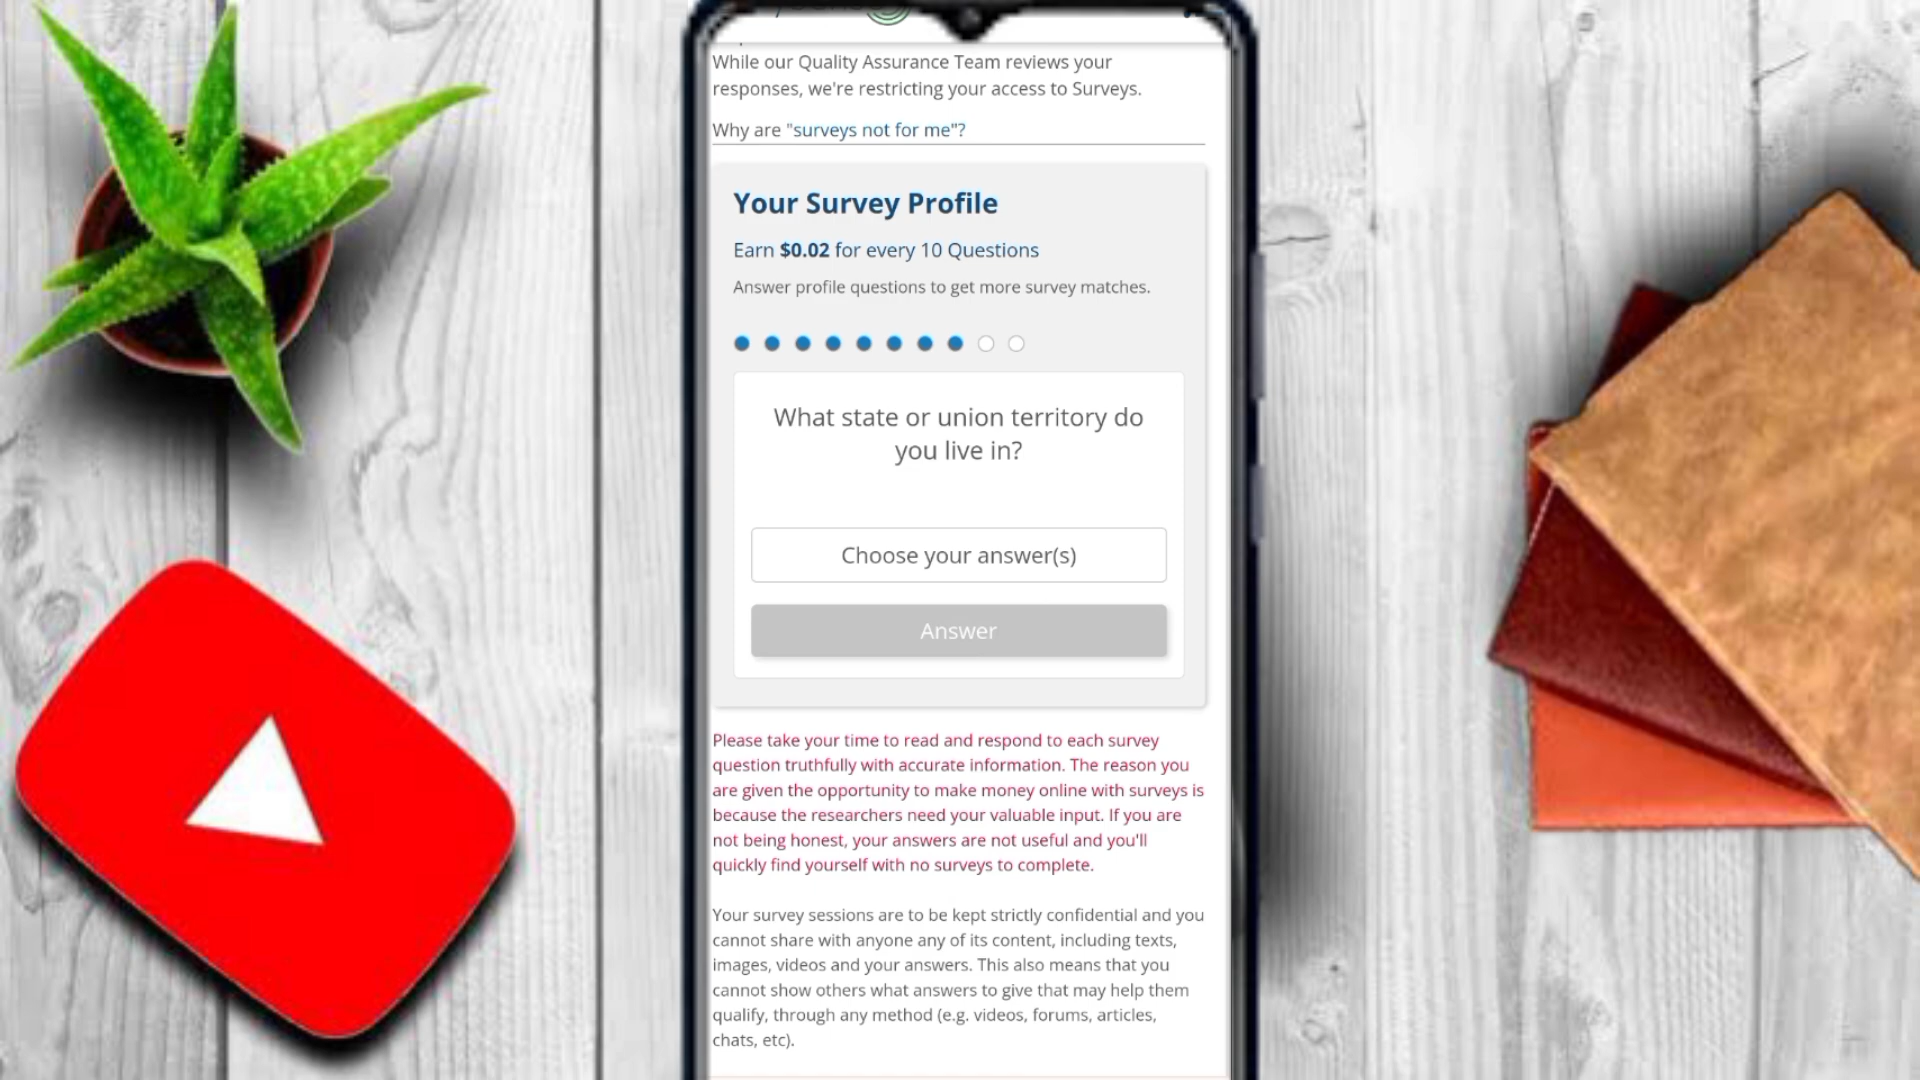 While our Quality Assurance Team reviews your
responses, we're restricting your access to Surveys.
Why are "surveys not for me"?
Your Survey Profile
Earn $0.02 for every 10 Questions
Answer profile questions to get more survey matches.
What state or union territory do
you live in?
Choose your answer(s)
Answer
Please take your time to read and respond to each survey
question truthfully with accurate information. The reason you
are given the opportunity to make money online with surveys is
because the researchers need your valuable input. If you are
not being honest, your answers are not useful and you'll
quickly find yourself with no surveys to complete.
Your survey sessions are to be kept strictly confidential and you
cannot share with anyone any of its content, including texts,
images, videos and your answers. This also means that you
cannot show others what answers to give that may help them
qualify, through any method (e.g. videos, forums, articles,
chats, etc).